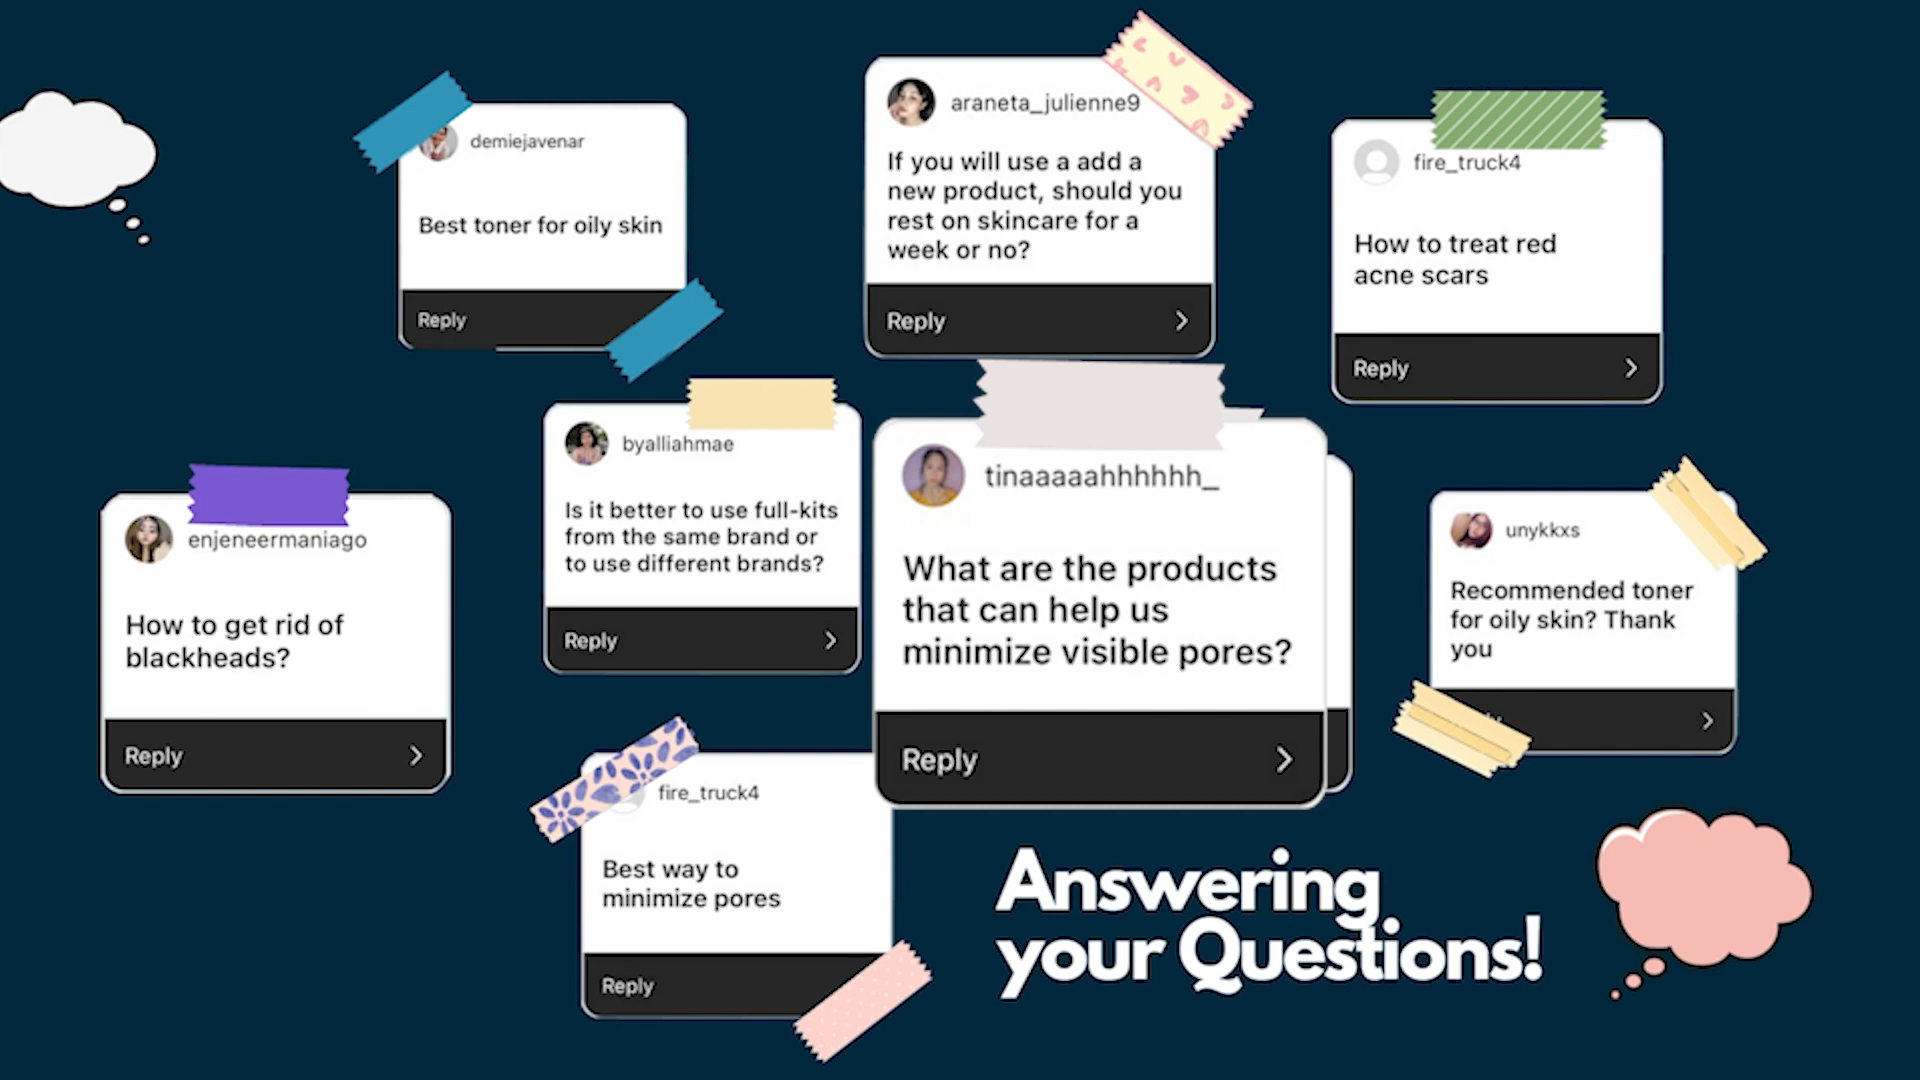 demiejavenar
Best toner for oily skin
Reply
araneta_julienne9
If you will use a add a
new product, should you
rest on skincare for a
week or no?
Reply
fire_truck4
How to treat red
acne scars
Reply
enjeneermaniago
How to get rid of
blackheads?
Reply
byalliahmae
Is it better to use full-kits
from the same brand or
to use different brands?
Reply
tinaaaaahhhhhh_
What are the products
that can help us
minimize visible pores?
Reply
unykkxs
Recommended toner
for oily skin? Thank
you
fire_truck4
Best way to
minimize pores
Reply
Answering
your Questions!